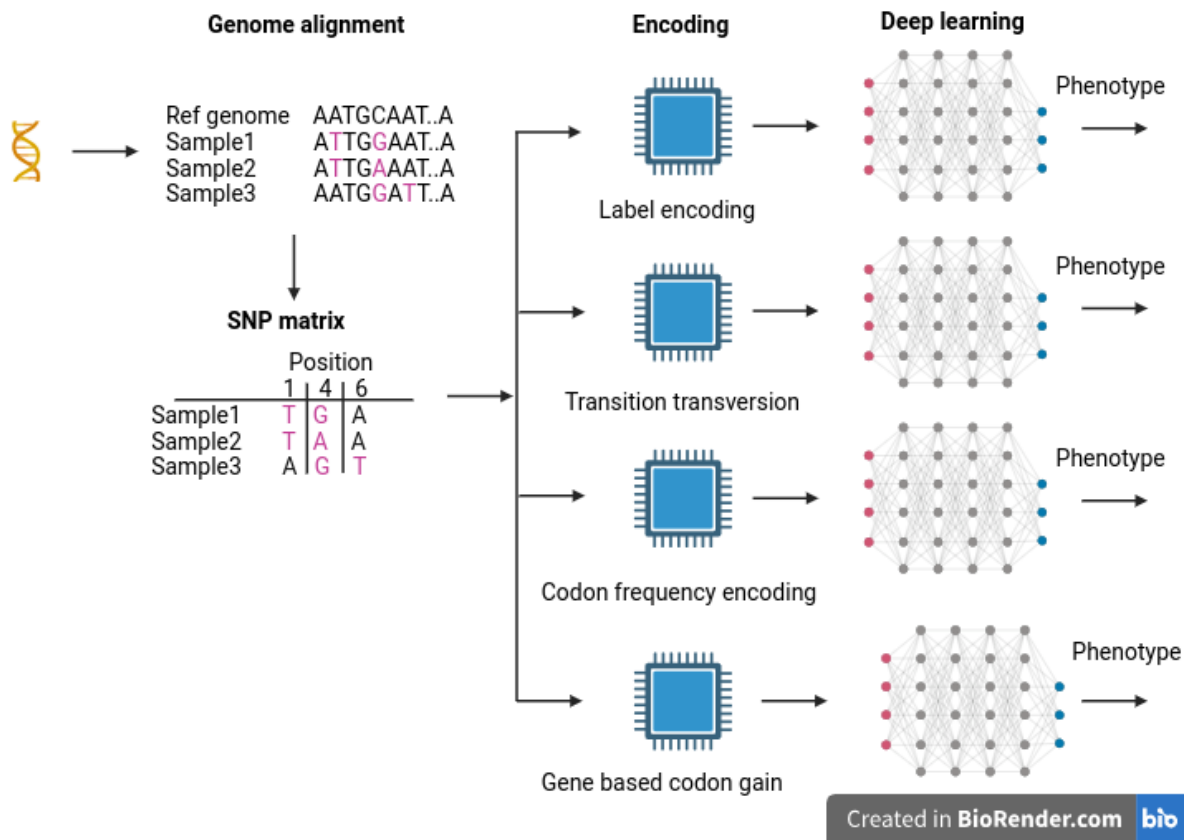 Genome alignment
Encoding
Deep learning
Ref genome AATGCAAT..A
Sample1 ATTGGAAT..A
Sample2 ATTGAAAT..A
Sample3 AATGGATT..A
SNP matrix
Position
1 4 6
Sample1 T G A
Sample2 T A A
Sample3 A G T
Label encoding
Phenotype
Transition transversion
Phenotype
Codon frequency encoding
Phenotype
Gene based codon gain
Phenotype
Created in BioRender.com bio